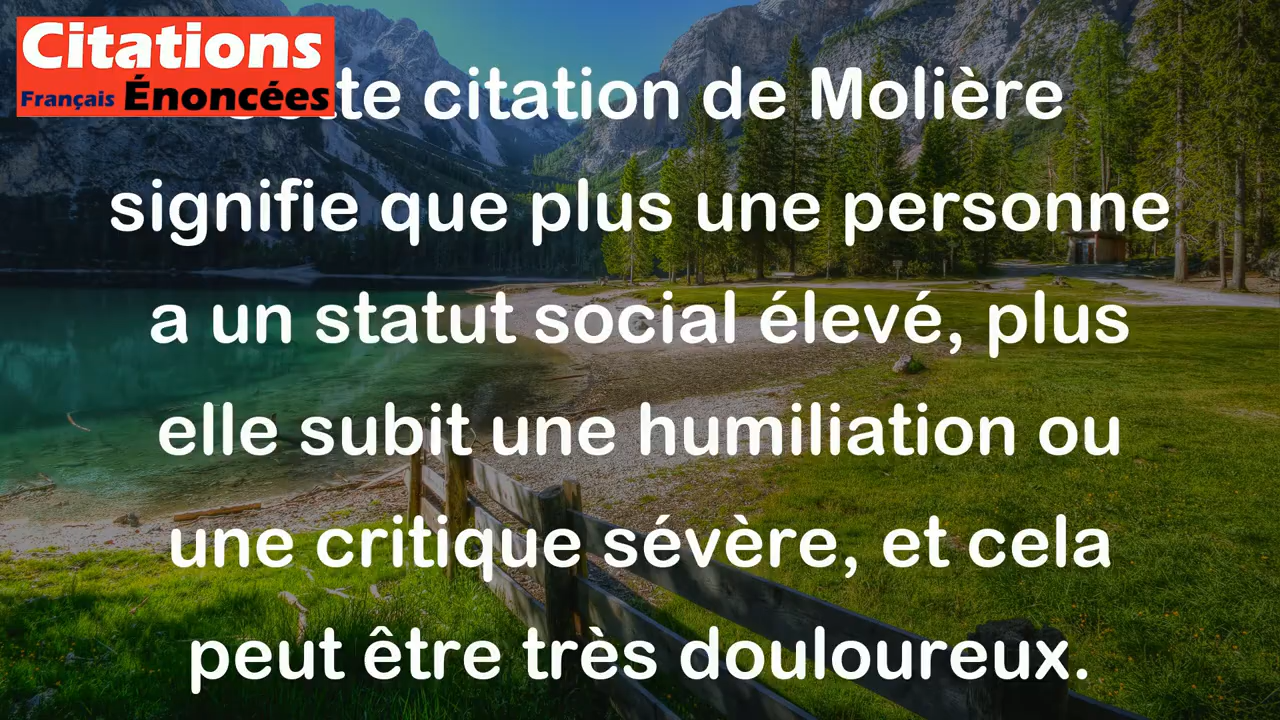 Citations
Français Énoncées
te citation de Molière
signifie que plus une personne
a un statut social élevé, plus
elle subit une humiliation ou
une critique sévère, et cela
peut être très douloureux.